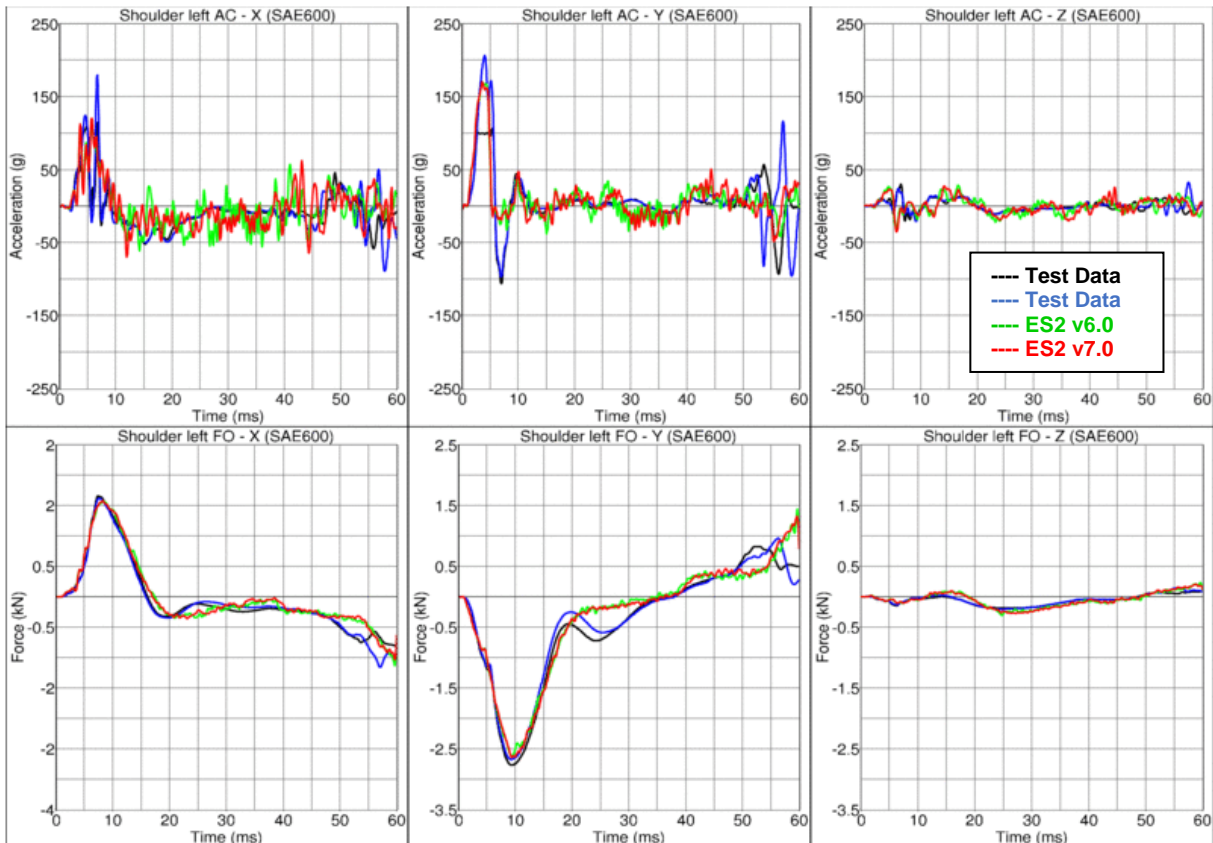 Shoulder left AC - X (SAE600)
Acceleration (g)
250
150
50
-50
-150
-250
0 10 20 30 40 50 60
Time (ms)
Shoulder left AC - Y (SAE600)
Acceleration (g)
250
150
50
-50
-150
-250
0 10 20 30 40 50 60
Time (ms)
Shoulder left AC - Z (SAE600)
Acceleration (g)
250
150
50
-50
-150
-250
0 10 20 30 40 50 60
Time (ms)
---- Test Data
---- Test Data
---- ES2 v6.0
---- ES2 v7.0
Shoulder left FO - X (SAE600)
Force (kN)
2
2
0.5
-0.5
-2
-2
-4
0 10 20 30 40 50 60
Time (ms)
Shoulder left FO - Y (SAE600)
Force (kN)
2.5
1.5
0.5
-0.5
-1.5
-2.5
-3.5
0 10 20 30 40 50 60
Time (ms)
Shoulder left FO - Z (SAE600)
Force (kN)
2.5
1.5
0.5
-0.5
-1.5
-2.5
-3.5
0 10 20 30 40 50 60
Time (ms)